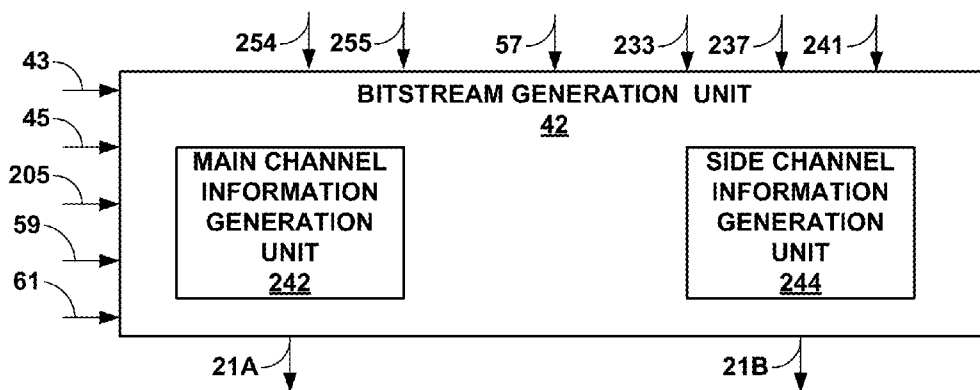 254 255 57 233 237 241
43
BITSTREAM GENERATION UNIT
42
45
MAIN CHANNEL
INFORMATION
GENERATION
UNIT
242
SIDE CHANNEL
INFORMATION
GENERATION
UNIT
244
205
59
61
21A 21B